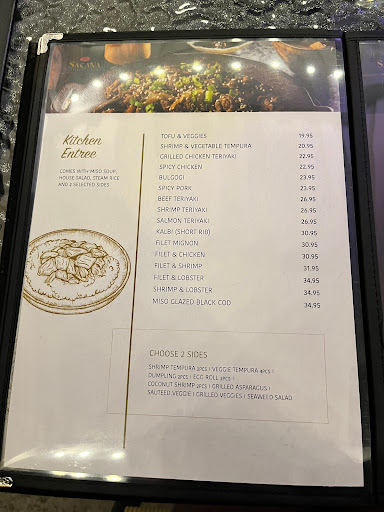 SAGANA
Kitchen
Entree
COMES WITH MISO SOUP,
HOUSE SALAD, STEAM RICE
AND 2 SELECTED SIDES
TOFU & VEGGIES 19.95
SHRIMP & VEGETABLE TEMPURA 20.95
GRILLED CHICKEN TERIYAKI 22.95
SPICY CHICKEN 22.95
BULGOGI 23.95
SPICY PORK 23.95
BEEF TERIYAKI 26.95
SHRIMP TERIYAKI 26.95
SALMON TERIYAKI 26.95
KALBI (SHORT RIB) 30.95
FILET MIGNON 30.95
FILET & CHICKEN 30.95
FILET & SHRIMP 31.95
FILET & LOBSTER 34.95
SHRIMP & LOBSTER 34.95
MISO GLAZED BLACK COD 34.95
CHOOSE 2 SIDES
SHRIMP TEMPURA 2PCS | VEGGIE TEMPURA 4PCS |
DUMPLING 2PCS | EGG ROLL 2PCS |
COCONUT SHRIMP 2PCS | GRILLED ASPARAGUS |
SAUTEED VEGGIE | GRILLED VEGGIES | SEAWEED SALAD